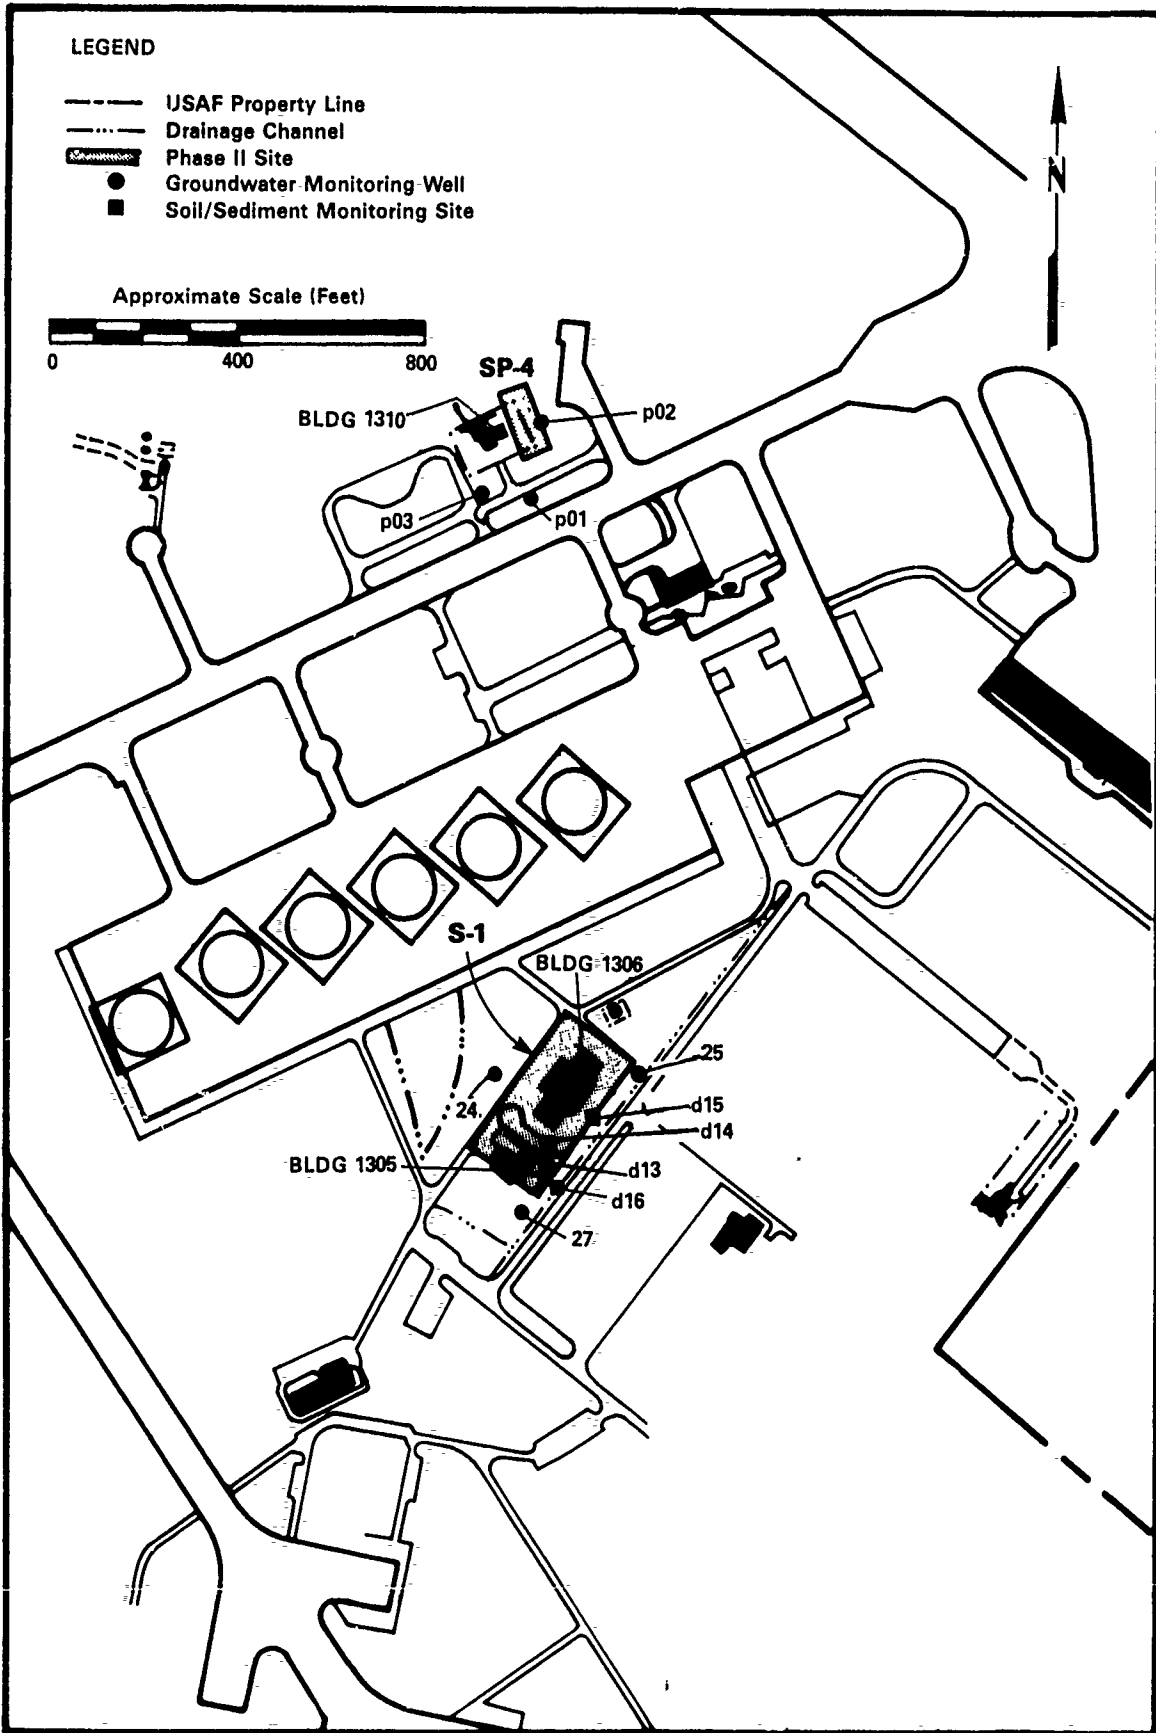 LEGEND
USAF Property Line
Drainage Channel
Phase II Site
Groundwater Monitoring Well
Soil/Sediment Monitoring Site
N
Approximate Scale (Feet)
0 400 800
SP-4
BLDG 1310
p02
p03
p01
S-1
BLDG 1306
25
24.
d15
d14
BLDG 1305
d13
d16
27